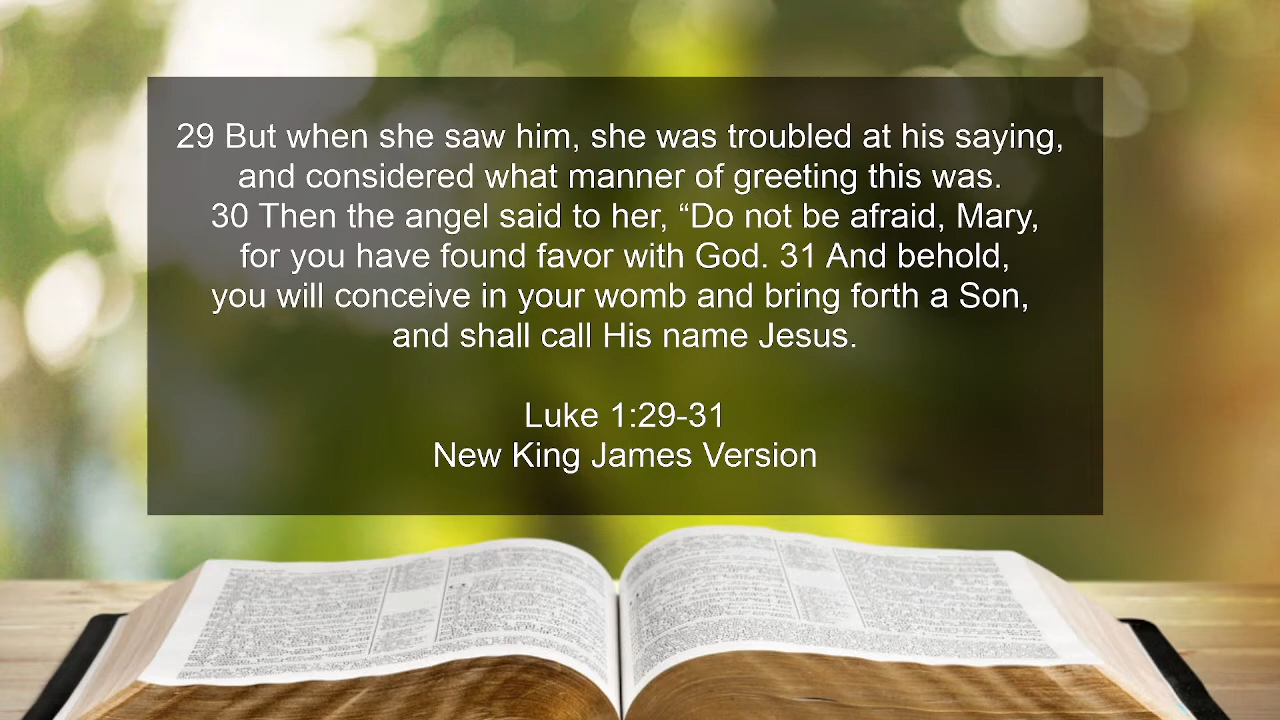 29 But when she saw him, she was troubled at his saying,
and considered what manner of greeting this was.
30 Then the angel said to her, “Do not be afraid, Mary,
for you have found favor with God. 31 And behold,
you will conceive in your womb and bring forth a Son,
and shall call His name Jesus.
Luke 1:29-31
New King James Version